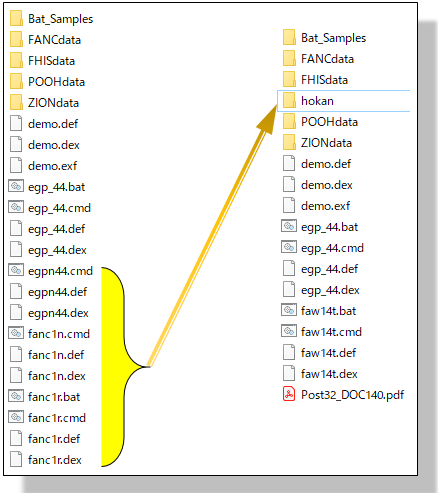 Bat_Samples
FANCdata
FHISdata
POOHdata
ZIONdata
demo.def
demo.dex
demo.exf
egp_44.bat
egp_44.cmd
egp_44.def
egp_44.dex
egpn44.cmd
egpn44.def
egpn44.dex
fanc1n.cmd
fanc1n.def
fanc1n.dex
fanc1r.bat
fanc1r.cmd
fanc1r.def
fanc1r.dex
Bat_Samples
FANCdata
FHISdata
hokan
POOHdata
ZIONdata
demo.def
demo.dex
demo.exf
egp_44.bat
egp_44.cmd
egp_44.def
egp_44.dex
faw14t.bat
faw14t.cmd
faw14t.def
faw14t.dex
Post32_DOC140.pdf